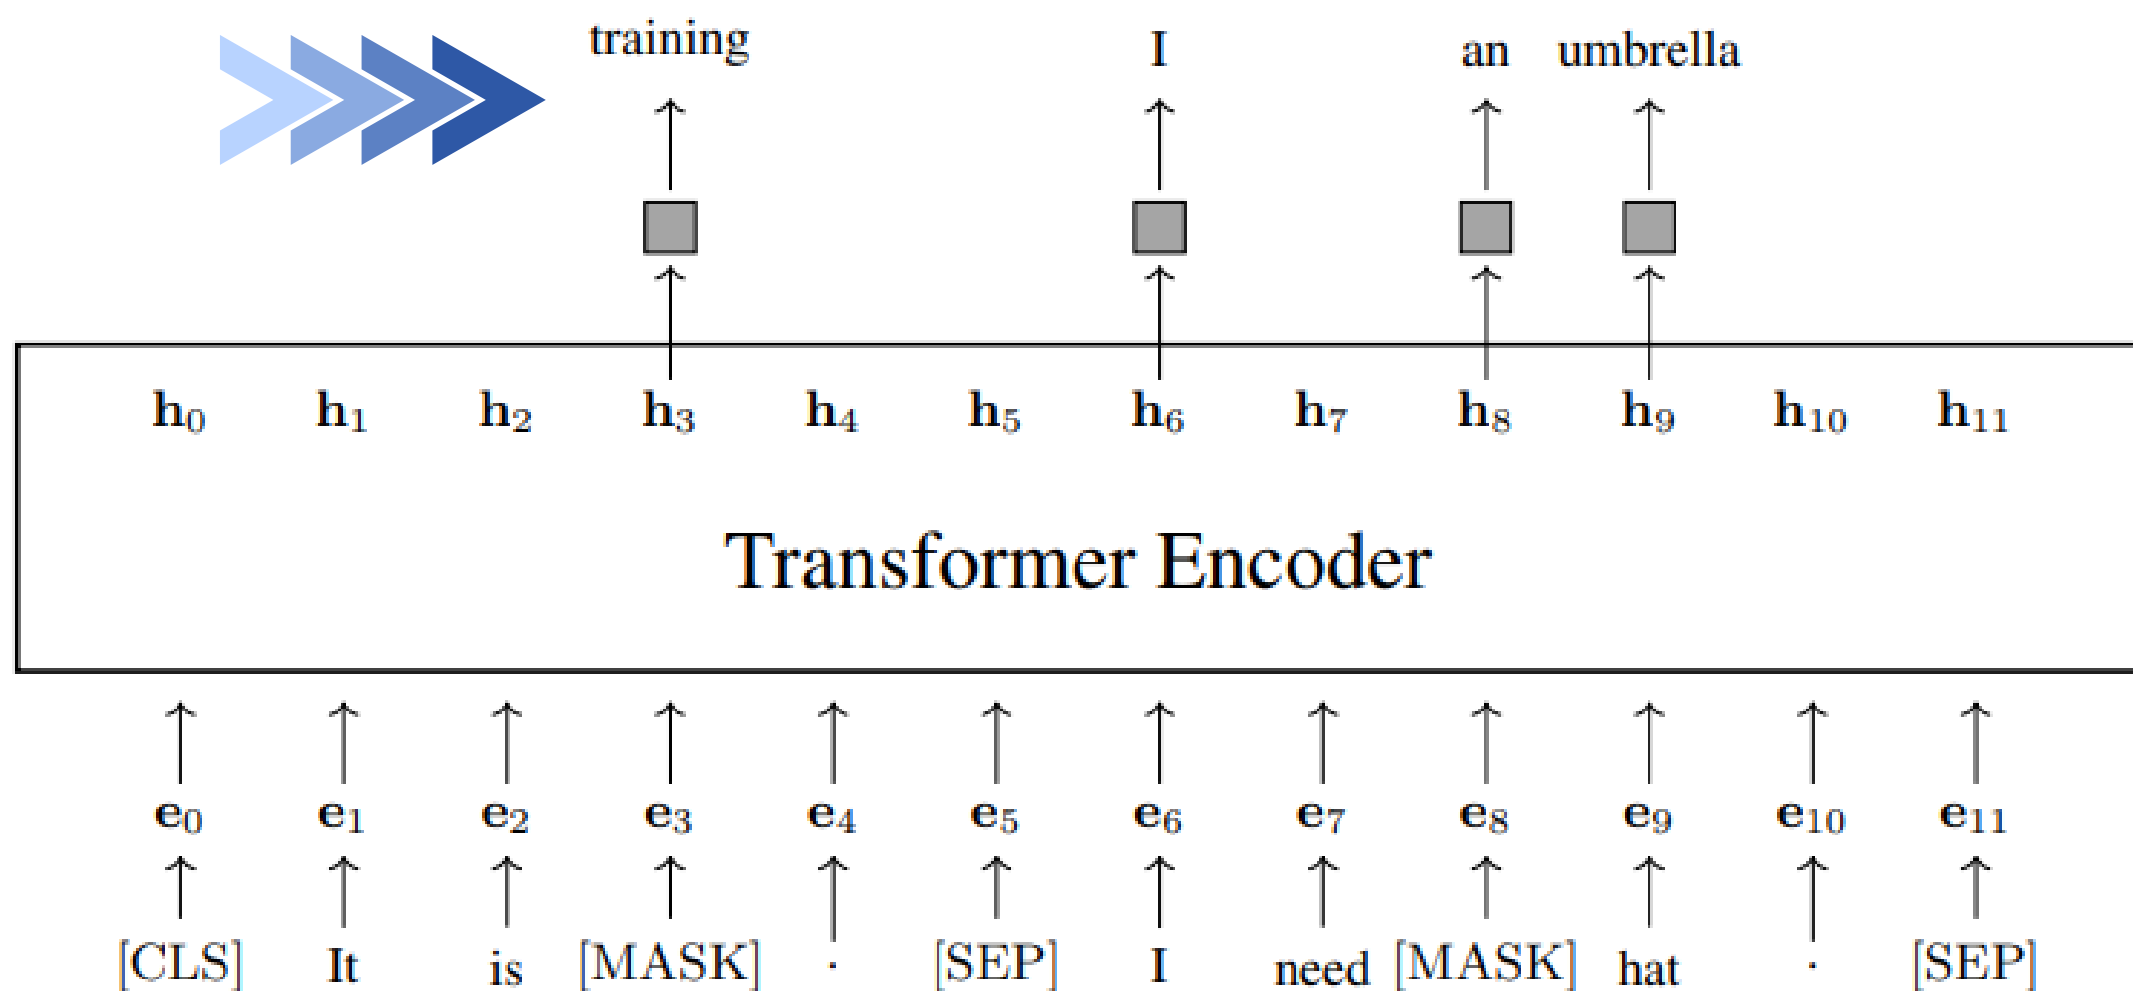 training I an umbrella
h0 h1 h2 h3 h4 h5 h6 h7 h8 h9 h10 h11
Transformer Encoder
e0 e1 e2 e3 e4 e5 e6 e7 e8 e9 e10 e11
[CLS] It is [MASK] . [SEP] I need [MASK] hat . [SEP]